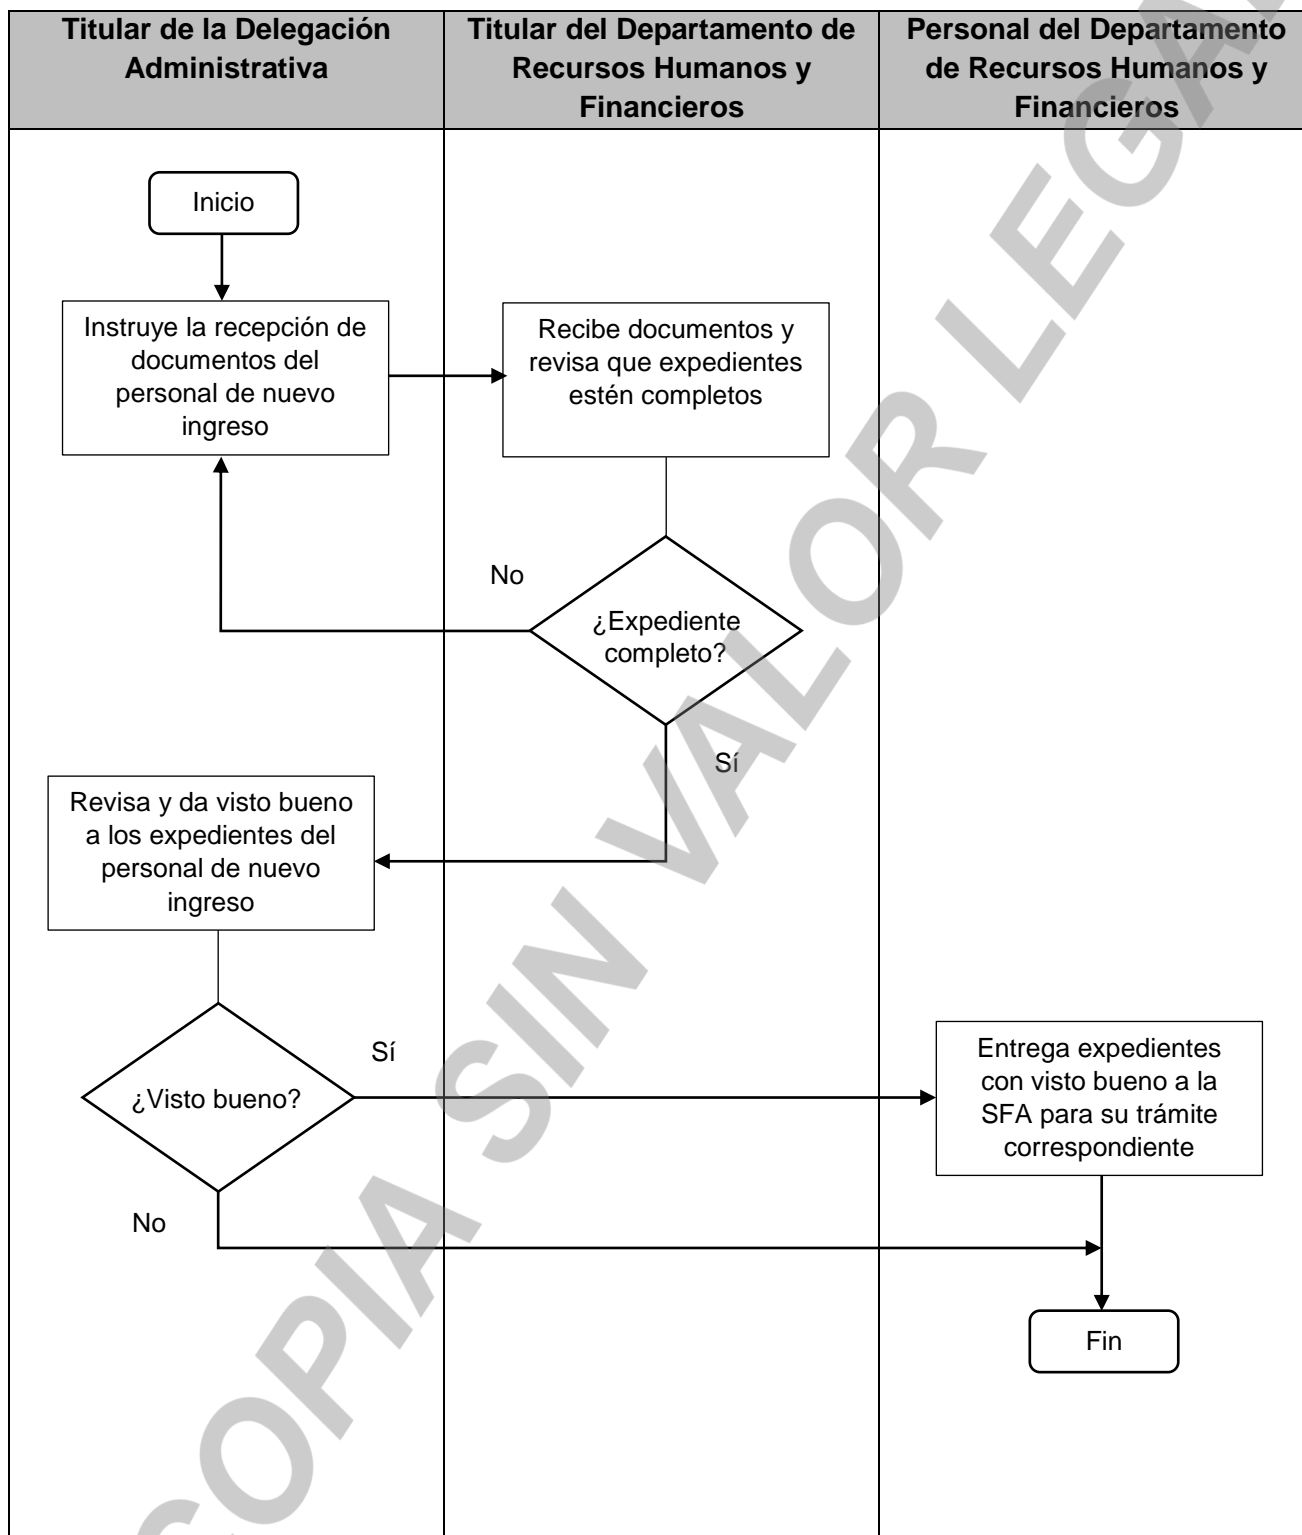 Titular de la Delegación
Administrativa
Titular del Departamento de
Recursos Humanos y
Financieros
Personal del Departamento
de Recursos Humanos y
Financieros
Inicio
Instruye la recepción de
documentos del
personal de nuevo
ingreso
Recibe documentos y
revisa que expedientes
estén completos
No
¿Expediente
completo?
Sí
Revisa y da visto bueno
a los expedientes del
personal de nuevo
ingreso
Sí
¿Visto bueno?
Entrega expedientes
con visto bueno a la
SFA para su trámite
correspondiente
No
Fin
COPIA SIN VALOR LEGAL